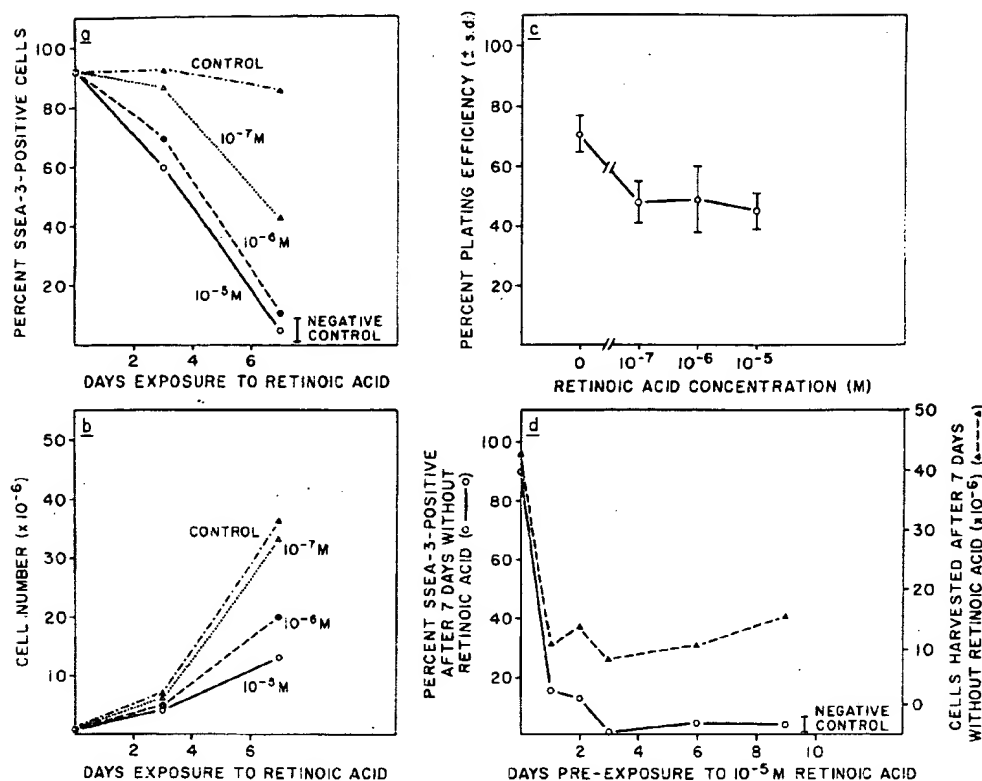 a
PERCENT SSEA-3-POSITIVE CELLS
100
80
60
40
20
CONTROL
10⁻⁷M
10⁻⁶M
10⁻⁵M
NEGATIVE
CONTROL
2 4 6
DAYS EXPOSURE TO RETINOIC ACID
c
PERCENT PLATING EFFICIENCY (± s.d.)
100
80
60
40
20
0 10⁻⁷ 10⁻⁶ 10⁻⁵
RETINOIC ACID CONCENTRATION (M)
b
CELL NUMBER (x 10⁻⁶)
50
40
30
20
10
CONTROL
10⁻⁷M
10⁻⁶M
10⁻⁵M
2 4 6
DAYS EXPOSURE TO RETINOIC ACID
d
PERCENT SSEA-3-POSITIVE
AFTER 7 DAYS WITHOUT
RETINOIC ACID (o——o)
100
80
60
40
20
NEGATIVE
CONTROL
50
40
30
20
10
0
CELLS HARVESTED AFTER 7 DAYS
WITHOUT RETINOIC ACID (x10⁻⁶) (▲---▲)
2 4 6 8 10
DAYS PRE-EXPOSURE TO 10⁻⁵M RETINOIC ACID